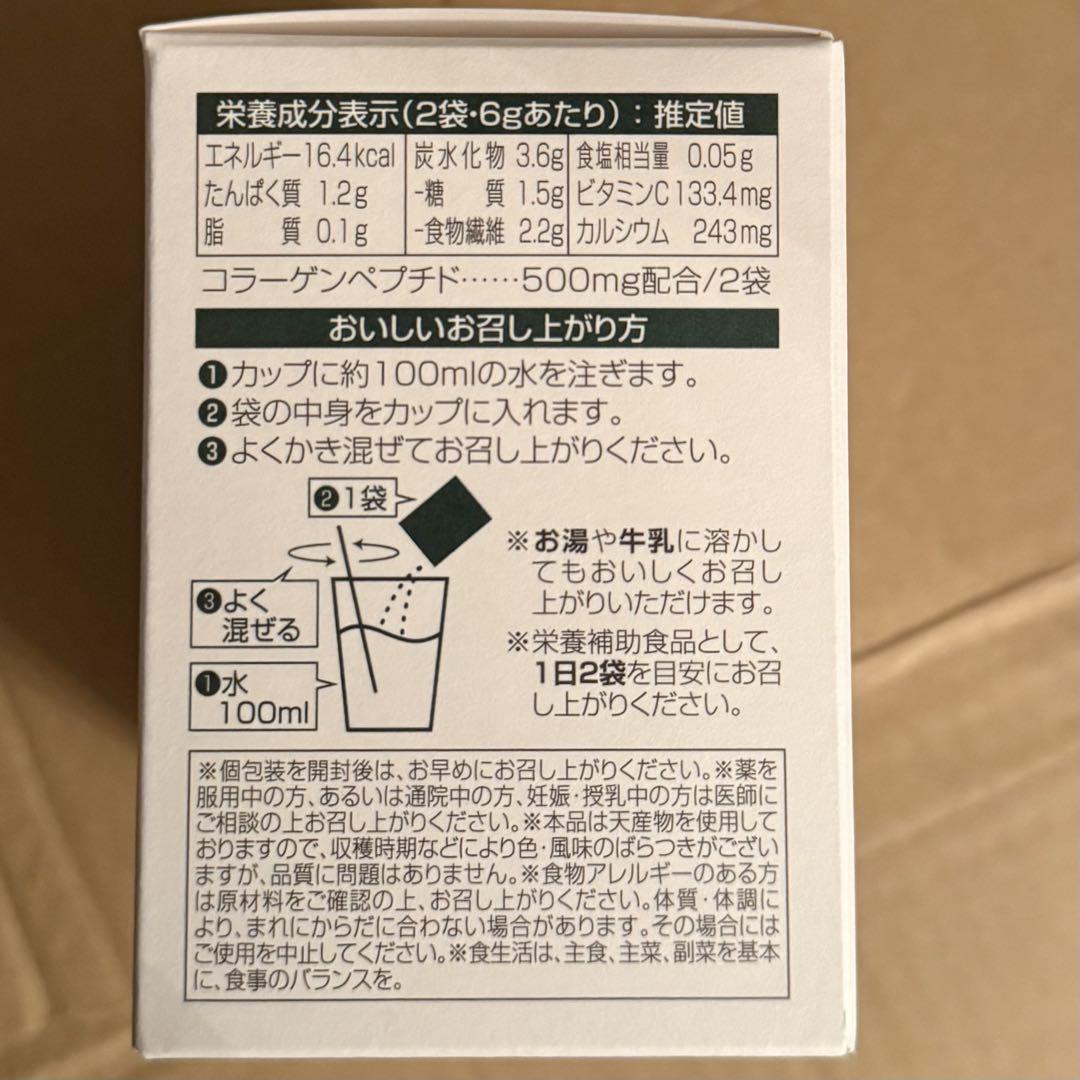 栄養成分表示(2袋・6gあたり):推定値
エネルギー16.4kcal 炭水化物 3.6g 食塩相当量 0.05g
たんぱく質 1.2g -糖 質 1.5g ビタミンC 133.4mg
脂 質 0.1g -食物繊維 2.2g カルシウム 243mg
コラーゲンペプチド……500mg配合/2袋
おいしいお召し上がり方
❶カップに約100mlの水を注ぎます。
❷袋の中身をカップに入れます。
❸よくかき混ぜてお召し上がりください。
❷1袋
❸よく
混ぜる
❶水
100ml
※お湯や牛乳に溶かし
てもおいしくお召し
上がりいただけます。
※栄養補助食品として、
1日2袋を目安にお召
し上がりください。
※個包装を開封後は、お早めにお召し上がりください。※薬を
服用中の方、あるいは通院中の方、妊娠・授乳中の方は医師に
ご相談の上お召し上がりください。※本品は天産物を使用して
おりますので、収穫時期などにより色・風味のばらつきがござい
ますが、品質に問題はありません。※食物アレルギーのある方
は原材料をご確認の上、お召し上がりください。体質・体調に
より、まれにからだに合わない場合があります。その場合には
ご使用を中止してください。※食生活は、主食、主菜、副菜を基本
に、食事のバランスを。